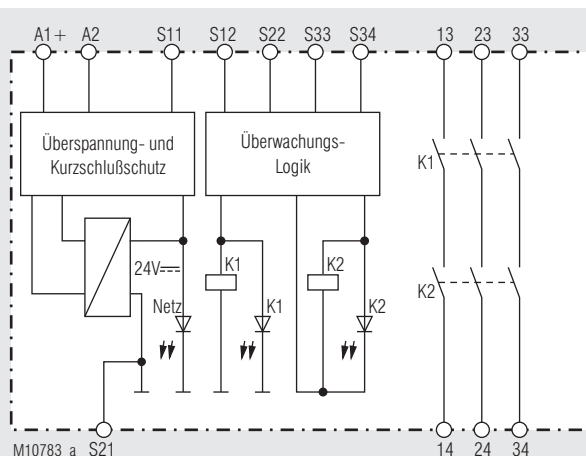 A1+ A2 S11 S12 S22 S33 S34 13 23 33
Überspannung- und
Kurzschlußschutz
Überwachungs-
Logik
K1
24V
K1
K2
K2
Netz
K1
K2
M10783_a S21 14 24 34